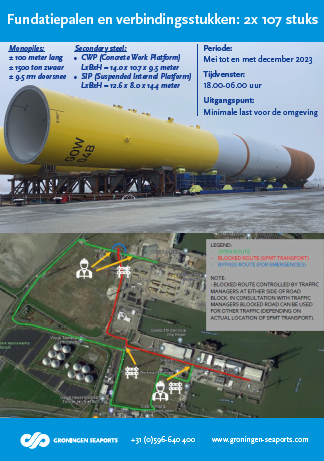 Fundatiepalen en verbindingsstukken: 2x 107 stuks
Monopiles:
± 100 meter lang
± 1500 ton zwaar
± 9.5 m doorsnee
Secondary steel:
• CWP (Concrete Work Platform)
LxBxH = 14.0 x 10.7 x 9.5 meter
• SIP (Suspended Internal Platform)
LxBxH = 12.6 x 8.0 x 14.4 meter
Periode:
Mei tot en met december 2023
Tijdvenster:
18.00-06.00 uur
Uitgangspunt:
Minimale last voor de omgeving
GOW
04B
LEGEND:
- OPEN ROUTE
- BLOCKED ROUTE (SPMT TRANSPORT)
- BYPASS ROUTE (FOR EMERGENCIES)
NOTE:
- BLOCKED ROUTE CONTROLLED BY TRAFFIC
MANAGERS AT EITHER SIDE OF ROAD
BLOCK. IN CONSULTATION WITH TRAFFIC
MANAGERS BLOCKED ROAD CAN BE USED
FOR OTHER TRAFFIC (DEPENDING ON
ACTUAL LOCATION OF SPMT TRANSPORT).
GRONINGEN SEAPORTS
+31 (0)596-640 400
www.groningen-seaports.com